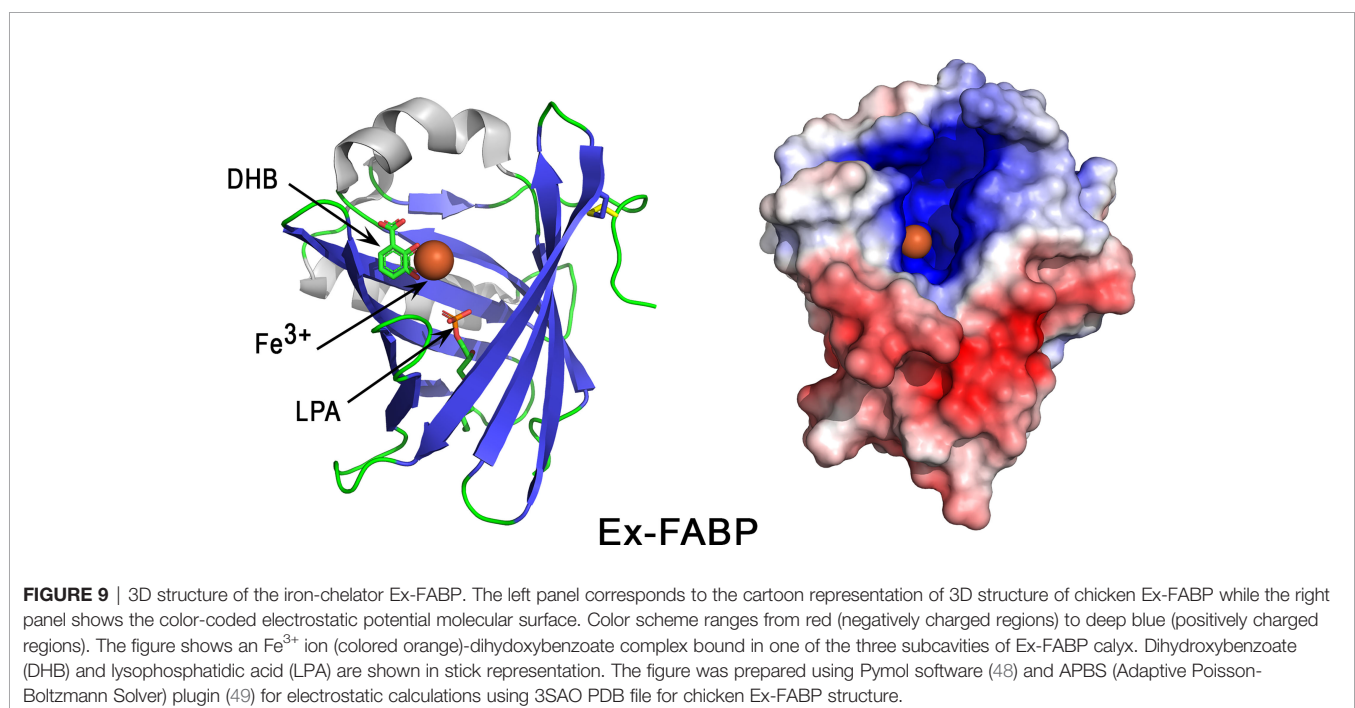 DHB
Fe3+
LPA
Ex-FABP
FIGURE 9 | 3D structure of the iron-chelator Ex-FABP. The left panel corresponds to the cartoon representation of 3D structure of chicken Ex-FABP while the right
panel shows the color-coded electrostatic potential molecular surface. Color scheme ranges from red (negatively charged regions) to deep blue (positively charged
regions). The figure shows an Fe3+ ion (colored orange)-dihydoxybenzoate complex bound in one of the three subcavities of Ex-FABP calyx. Dihydroxybenzoate
(DHB) and lysophosphatidic acid (LPA) are shown in stick representation. The figure was prepared using Pymol software (48) and APBS (Adaptive Poisson-
Boltzmann Solver) plugin (49) for electrostatic calculations using 3SAO PDB file for chicken Ex-FABP structure.